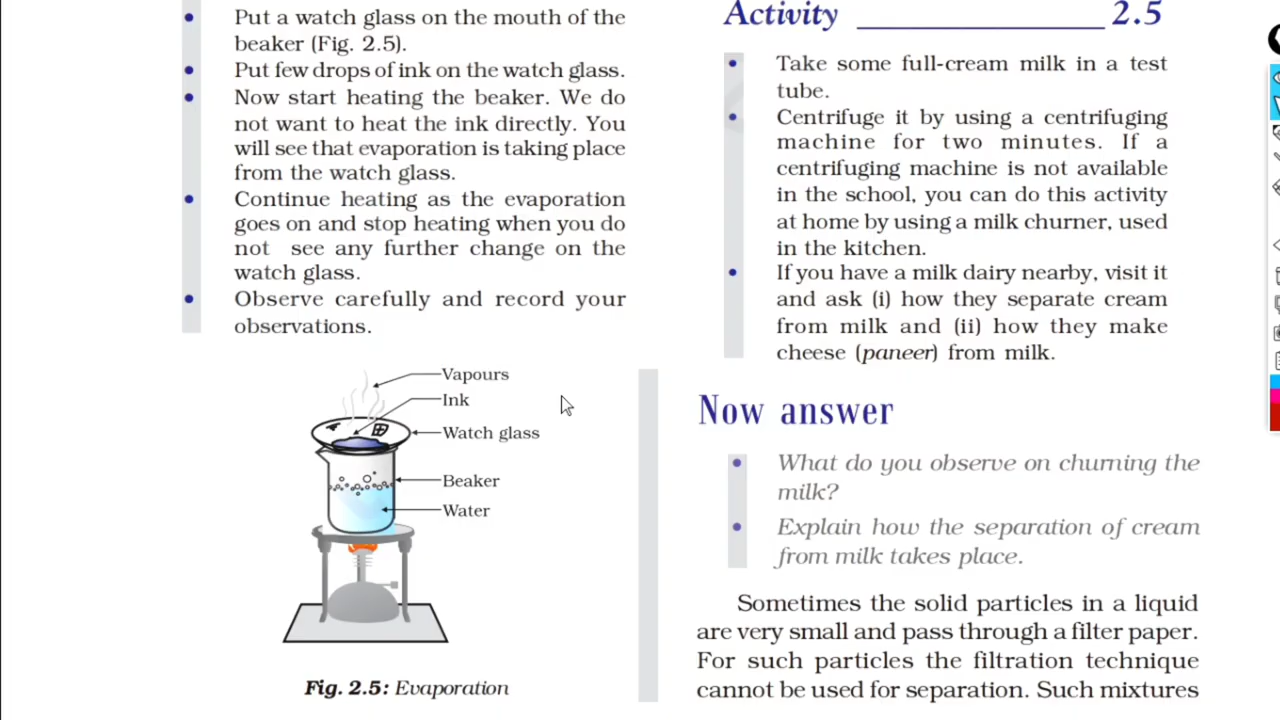 Put a watch glass on the mouth of the
beaker (Fig. 2.5).
Put few drops of ink on the watch glass.
Now start heating the beaker. We do
not want to heat the ink directly. You
will see that evaporation is taking place
from the watch glass.
Continue heating as the evaporation
goes on and stop heating when you do
not see any further change on the
watch glass.
Observe carefully and record your
observations.
Vapours
Ink
Watch glass
Beaker
Water
Fig. 2.5: Evaporation
Activity 2.5
Take some full-cream milk in a test
tube.
Centrifuge it by using a centrifuging
machine for two minutes. If a
centrifuging machine is not available
in the school, you can do this activity
at home by using a milk churner, used
in the kitchen.
If you have a milk dairy nearby, visit it
and ask (i) how they separate cream
from milk and (ii) how they make
cheese (paneer) from milk.
Now answer
What do you observe on churning the
milk?
Explain how the separation of cream
from milk takes place.
Sometimes the solid particles in a liquid
are very small and pass through a filter paper.
For such particles the filtration technique
cannot be used for separation. Such mixtures